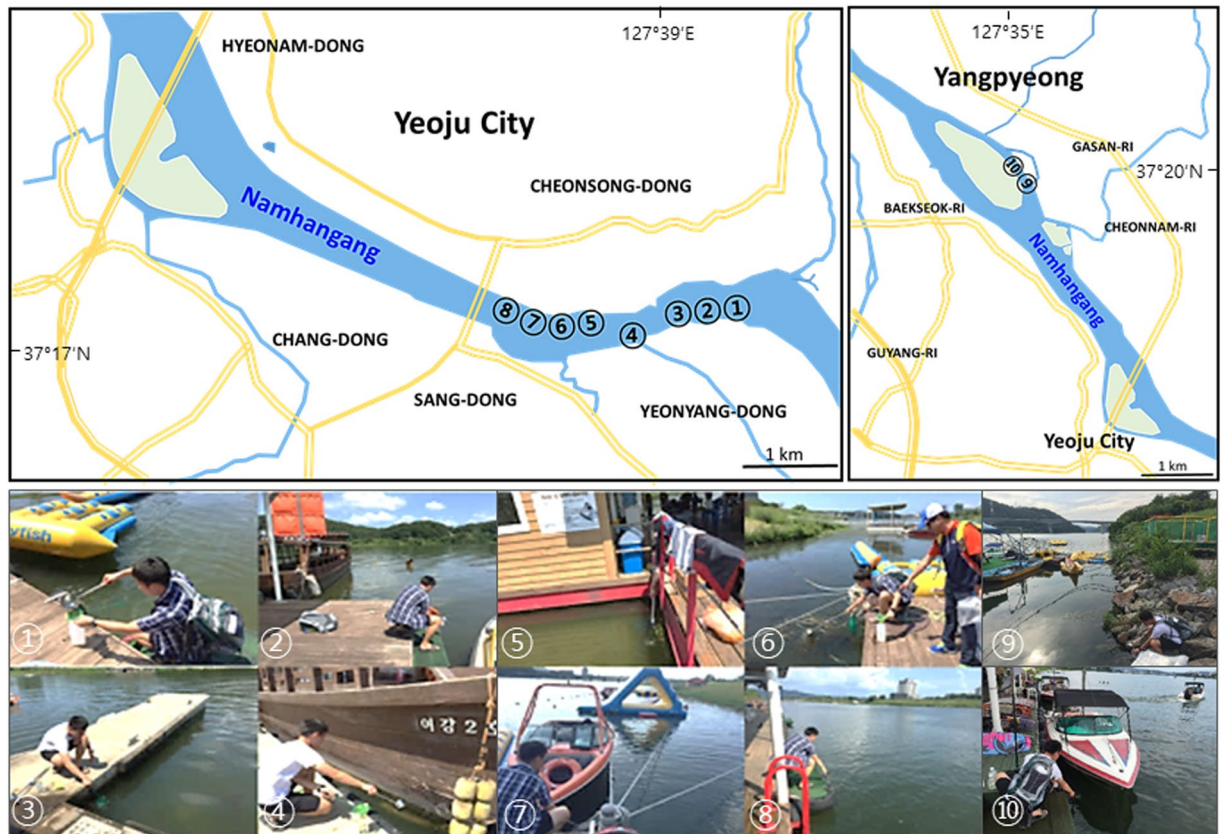 127°39′E
HYEONAM-DONG
Yeoju City
CHEONSONG-DONG
Namhangang
8
7
6
5
4
3
2
1
37°17′N
CHANG-DONG
SANG-DONG
YEONYANG-DONG
1 km
127°35′E
Yangpyeong
GASAN-RI
10
9
37°20′N
BAEKSEOK-RI
CHEONNAM-RI
Namhangang
GUYANG-RI
Yeoju City
1 km
yfish
①
②
⑤
⑥
⑨
여강2
③
④
⑦
⑧
⑩